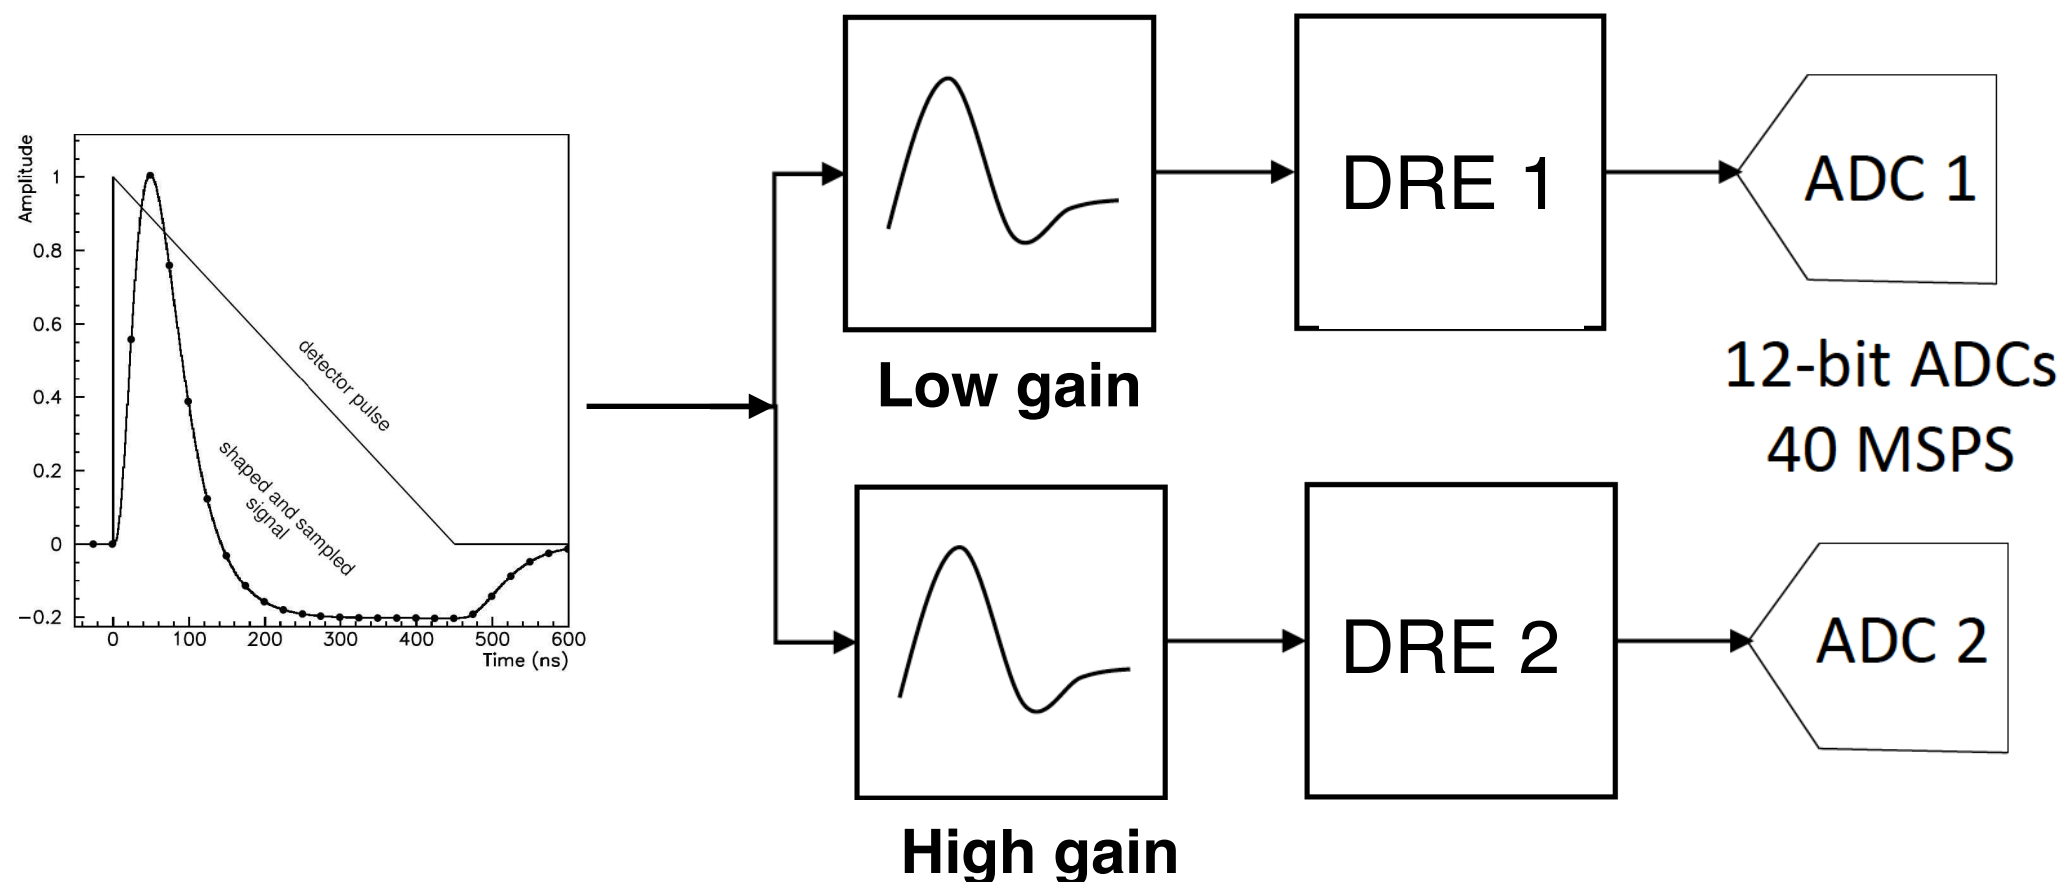 Amplitude
1
0.8
0.6
0.4
0.2
0
−0.2
detector pulse
shaped and sampled
signal
0 100 200 300 400 500 600
Time (ns)
Low gain
High gain
DRE 1
DRE 2
ADC 1
12-bit ADCs
40 MSPS
ADC 2